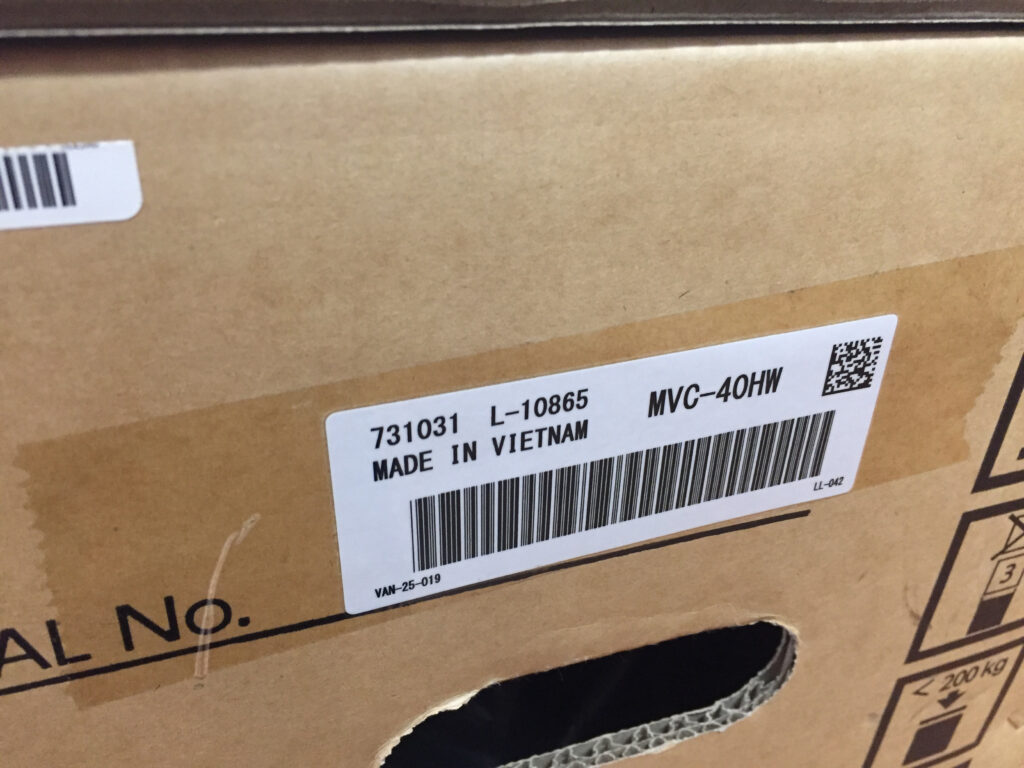 731031 L-10865 MVC-40HW
MADE IN VIETNAM
LL-042
VAN-25-019
AL No.
3
< 200 kg